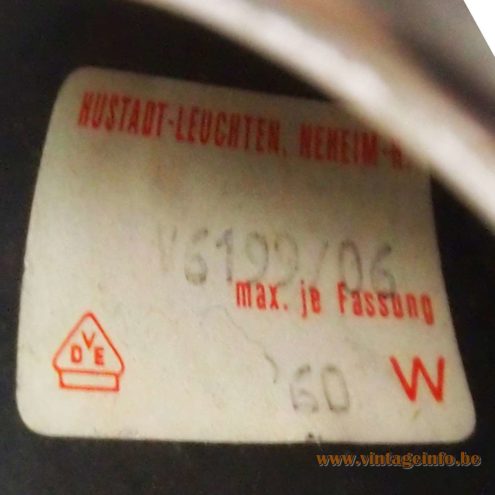 HUSTADT-LEUCHTEN, NEHEIM-H
V6199/06
max. je Fassung
VDE
60 W
www.vintageinfo.be